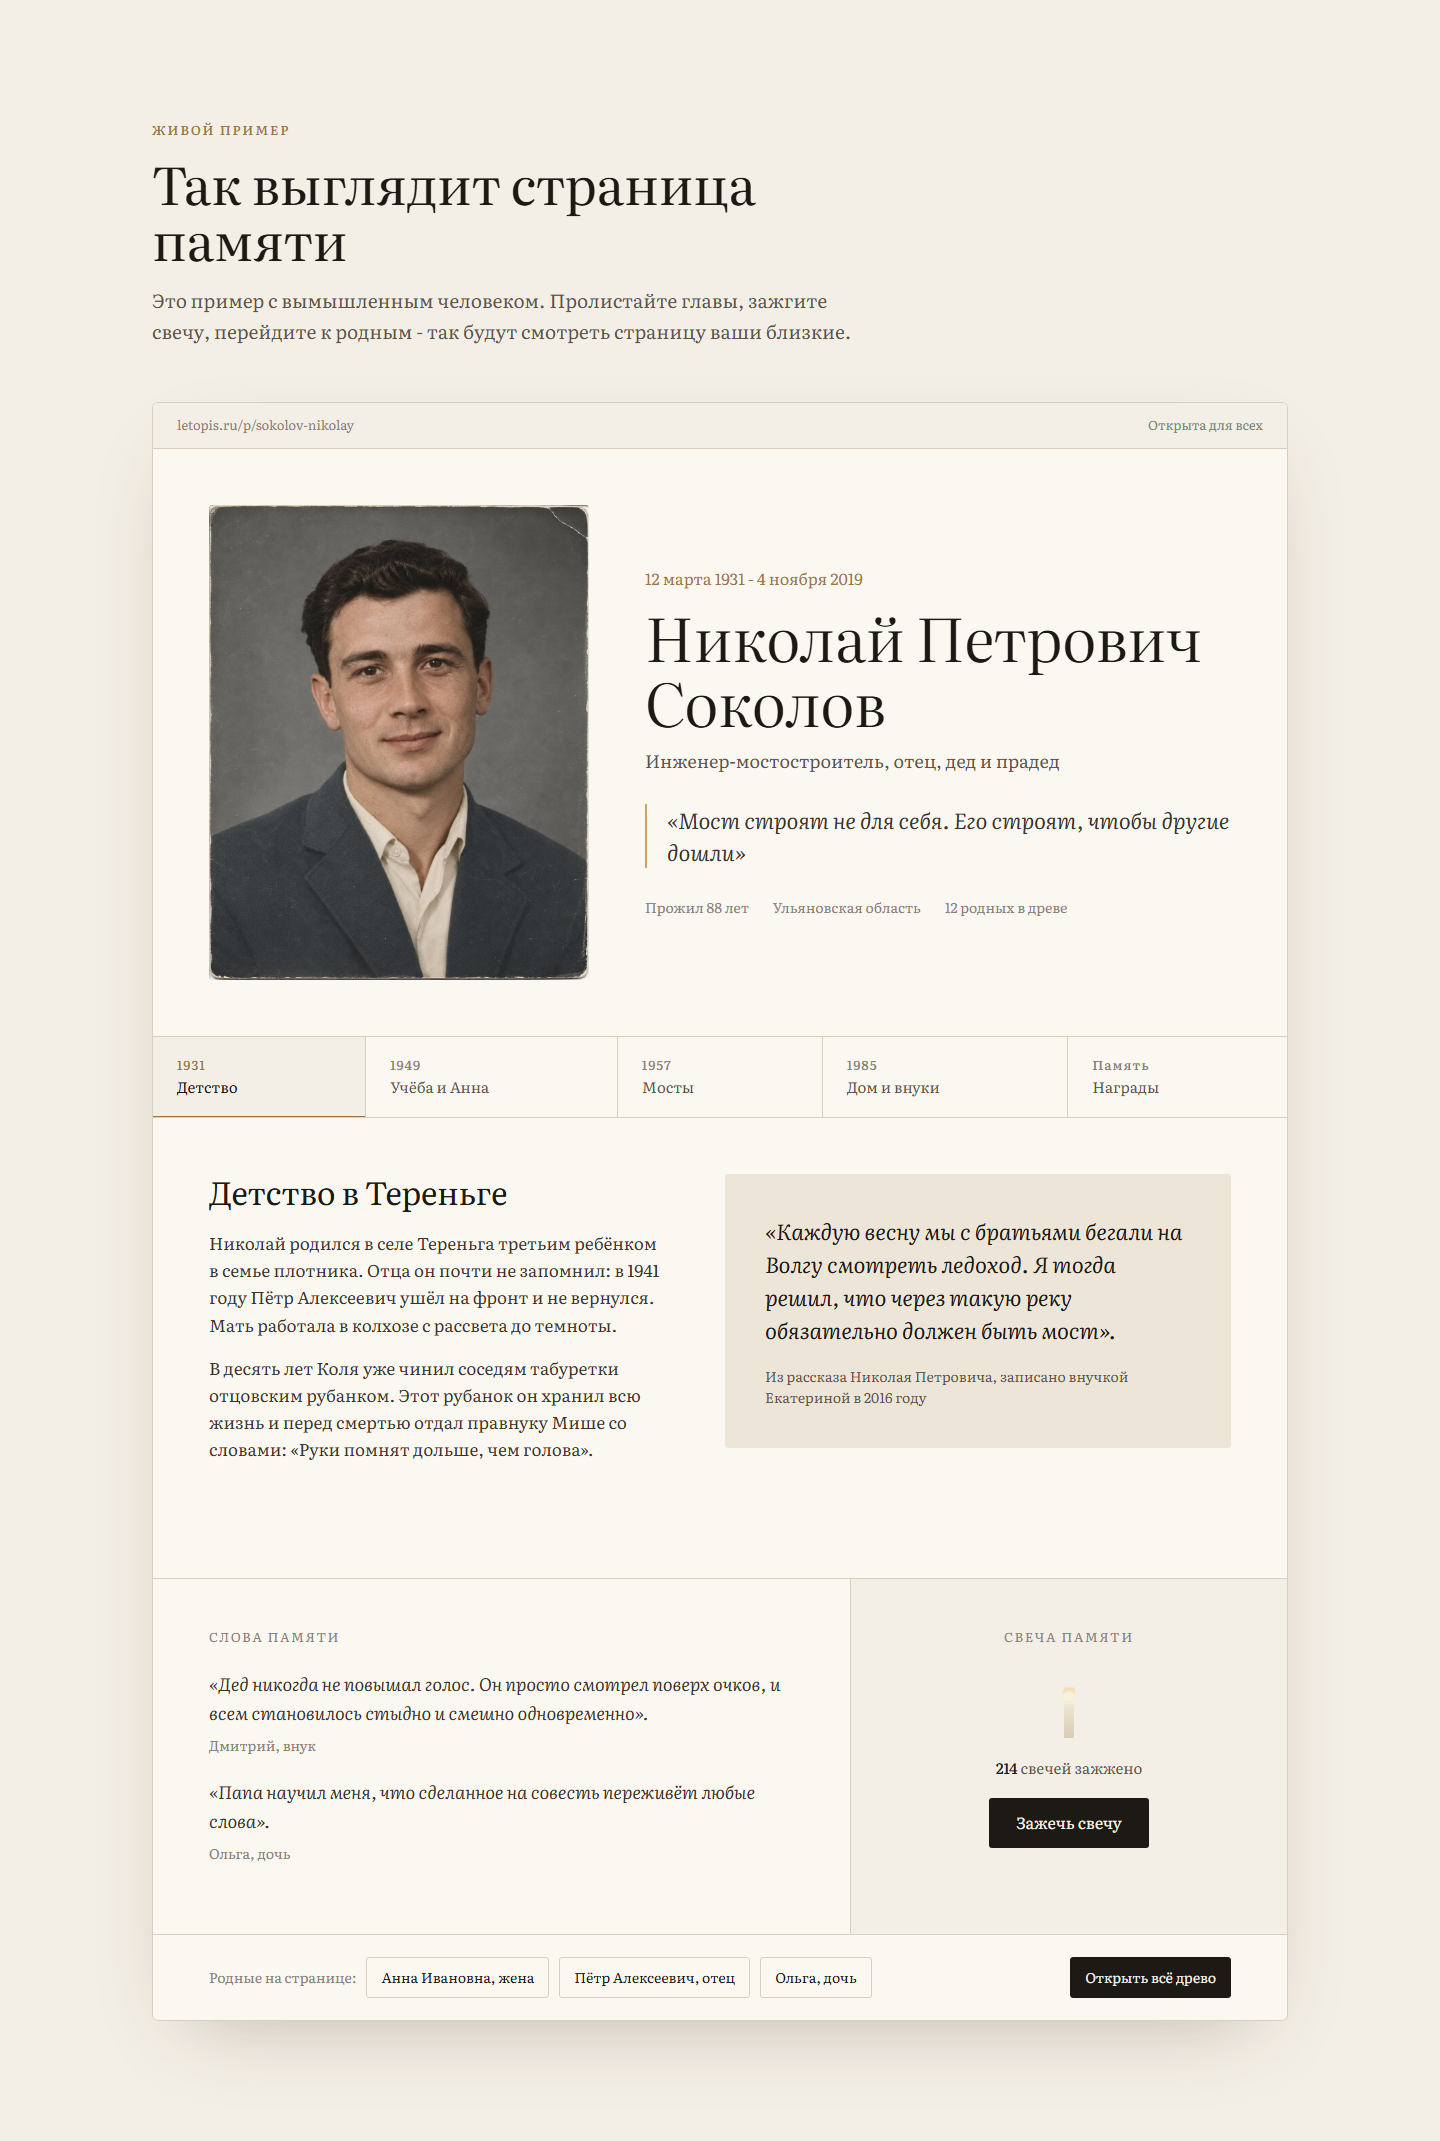 ЖИВОЙ ПРИМЕР
Так выглядит страница
памяти
Это пример с вымышленным человеком. Пролистайте главы, зажгите
свечу, перейдите к родным - так будут смотреть страницу ваши близкие.
letopis.ru/p/sokolov-nikolay
Открыта для всех
12 марта 1931 - 4 ноября 2019
Николай Петрович
Соколов
Инженер-мостостроитель, отец, дед и прадед
«Мост строят не для себя. Его строят, чтобы другие
дошли»
Прожил 88 лет
Ульяновская область
12 родных в древе
1931
Детство
1949
Учёба и Анна
1957
Мосты
1985
Дом и внуки
Память
Награды
Детство в Тереньге
Николай родился в селе Тереньга третьим ребёнком
в семье плотника. Отца он почти не запомнил: в 1941
году Пётр Алексеевич ушёл на фронт и не вернулся.
Мать работала в колхозе с рассвета до темноты.
В десять лет Коля уже чинил соседям табуретки
отцовским рубанком. Этот рубанок он хранил всю
жизнь и перед смертью отдал правнуку Мише со
словами: «Руки помнят дольше, чем голова».
«Каждую весну мы с братьями бегали на
Волгу смотреть ледоход. Я тогда
решил, что через такую реку
обязательно должен быть мост».
Из рассказа Николая Петровича, записано внучкой
Екатериной в 2016 году
СЛОВА ПАМЯТИ
«Дед никогда не повышал голос. Он просто смотрел поверх очков, и
всем становилось стыдно и смешно одновременно».
Дмитрий, внук
«Папа научил меня, что сделанное на совесть переживёт любые
слова».
Ольга, дочь
СВЕЧА ПАМЯТИ
214 свечей зажжено
Зажечь свечу
Родные на странице:
Анна Ивановна, жена
Пётр Алексеевич, отец
Ольга, дочь
Открыть всё древо